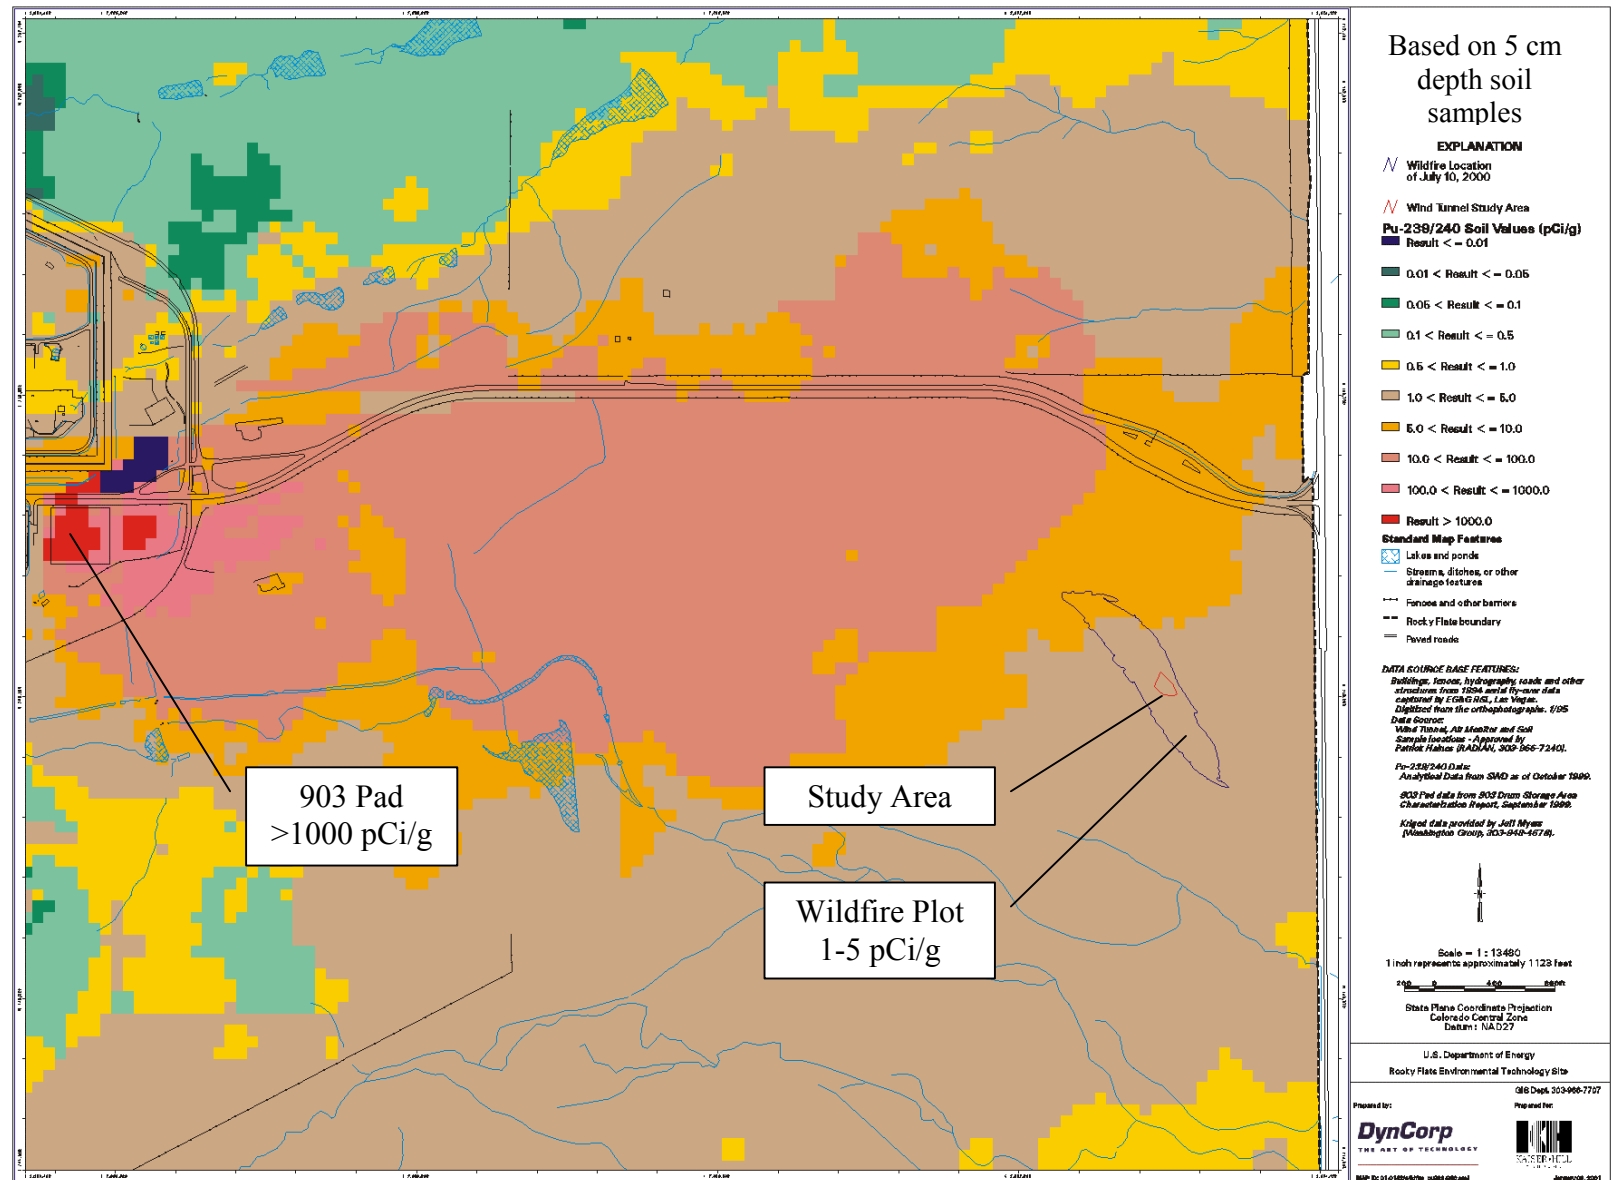 Based on 5 cm
depth soil
samples
EXPLANATION
Wildfire Location
of July 10, 2000
Wind Tunnel Study Area
Pu-239/240 Soil Values (pCi/g)
Result <= 0.01
0.01 < Result <= 0.05
0.05 < Result <= 0.1
0.1 < Result <= 0.5
0.5 < Result <= 1.0
1.0 < Result <= 5.0
5.0 < Result <= 10.0
10.0 < Result <= 100.0
100.0 < Result <= 1000.0
Result > 1000.0
Standard Map Features
Lakes and ponds
Streams, ditches, or other
drainage features
Fences and other barriers
Rocky Flats boundary
Paved roads
DATA SOURCE BASE FEATURES:
Buildings, fences, hydrography, roads and other
structures from 1994 aerial fly-over data
captured by EG&G RSL, Las Vegas.
Digitized from the orthophotographs. 1/95
Data Source:
Wind Tunnel, Air Monitor and Soil
Sample locations - Approved by
Patrick Haines (RADIAN, 303-966-7240).
Pu-239/240 Data:
Analytical Data from SWD as of October 1999.
903 Pad data from 903 Drum Storage Area
Characterization Report, September 1999.
Kriged data provided by Jeff Myers
(Washington Group, 303-948-4678).
903 Pad
>1000 pCi/g
Study Area
Wildfire Plot
1-5 pCi/g
Scale = 1 : 13480
1 inch represents approximately 1123 feet
State Plane Coordinate Projection
Colorado Central Zone
Datum: NAD27
U.S. Department of Energy
Rocky Flats Environmental Technology Site
GIS Dept. 303-966-7707
Prepared by:
Prepared for:
DynCorp
THE ART OF TECHNOLOGY
KAISER-HILL